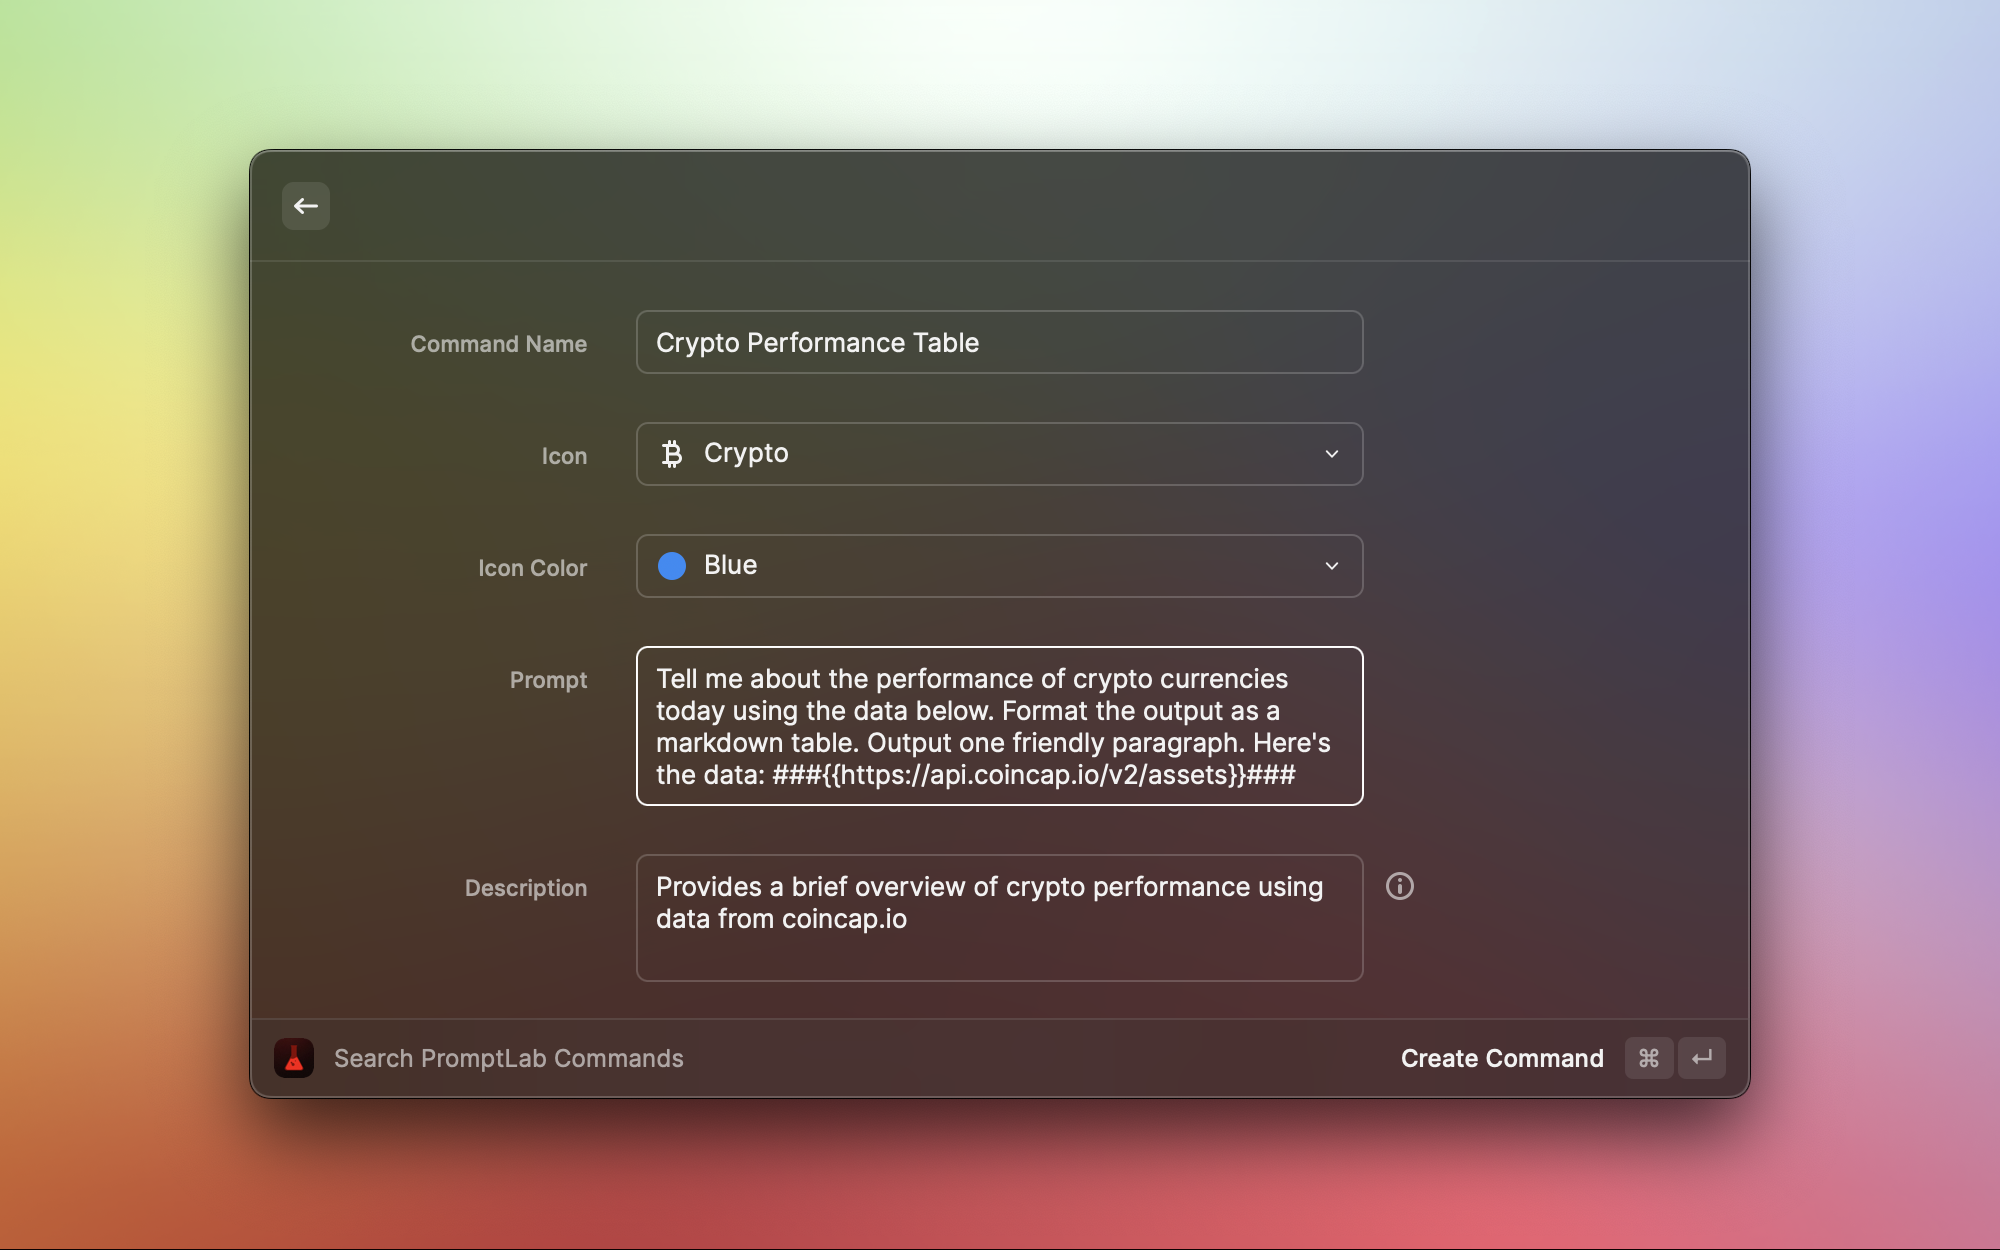 Command Name
Crypto Performance Table
Icon
Crypto
Icon Color
Blue
Prompt
Tell me about the performance of crypto currencies
today using the data below. Format the output as a
markdown table. Output one friendly paragraph. Here's
the data: ###{{https://api.coincap.io/v2/assets}}###
Description
Provides a brief overview of crypto performance using
data from coincap.io
Search PromptLab Commands
Create Command ⌘ ↵